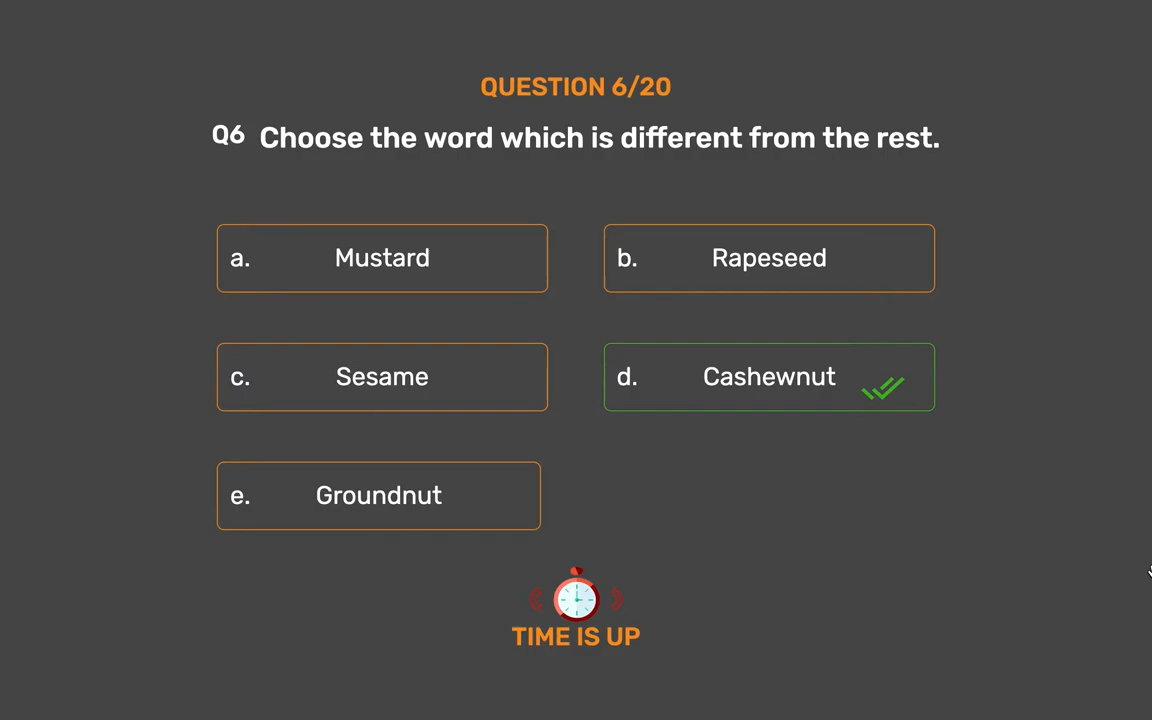 QUESTION 6/20
Q6 Choose the word which is different from the rest.
a. Mustard
b. Rapeseed
c. Sesame
d. Cashewnut
e. Groundnut
TIME IS UP